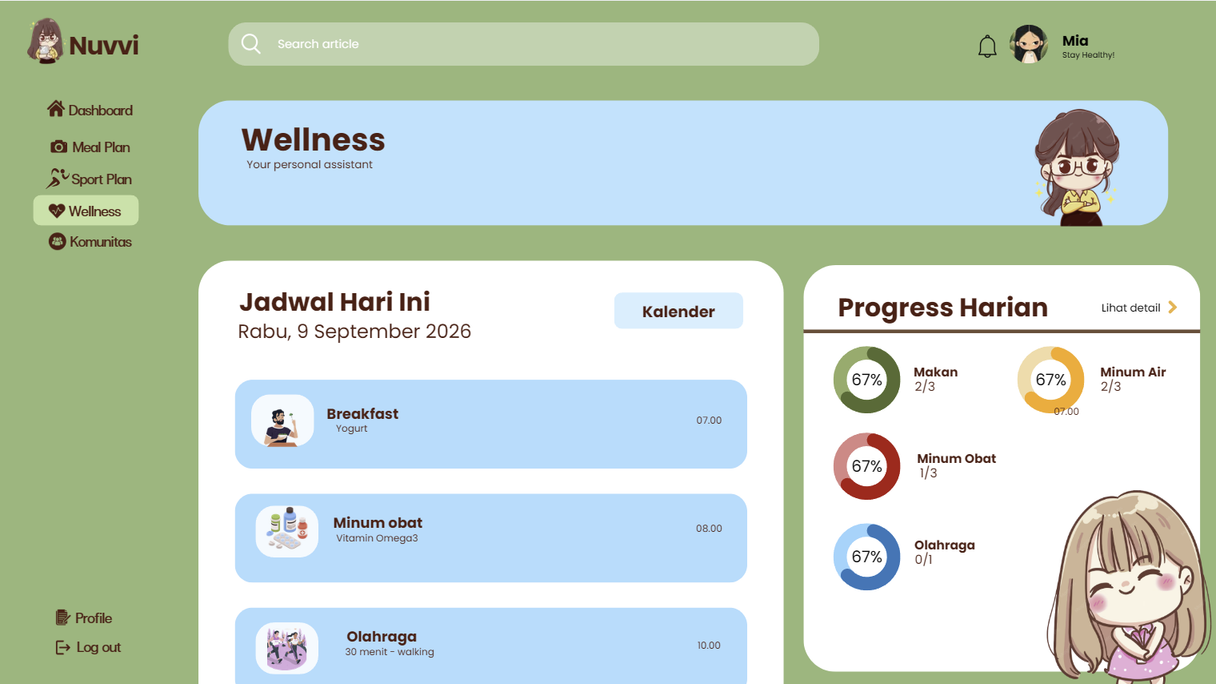 Nuvvi
Search article
Mia
Stay Healthy!
Dashboard
Meal Plan
Sport Plan
Wellness
Komunitas
Profile
Log out
Wellness
Your personal assistant
Jadwal Hari Ini
Rabu, 9 September 2026
Kalender
Breakfast
Yogurt
07.00
Minum obat
Vitamin Omega3
08.00
Olahraga
30 menit - walking
10.00
Progress Harian
Lihat detail
67%
Makan
2/3
67%
Minum Air
2/3
07.00
67%
Minum Obat
1/3
67%
Olahraga
0/1